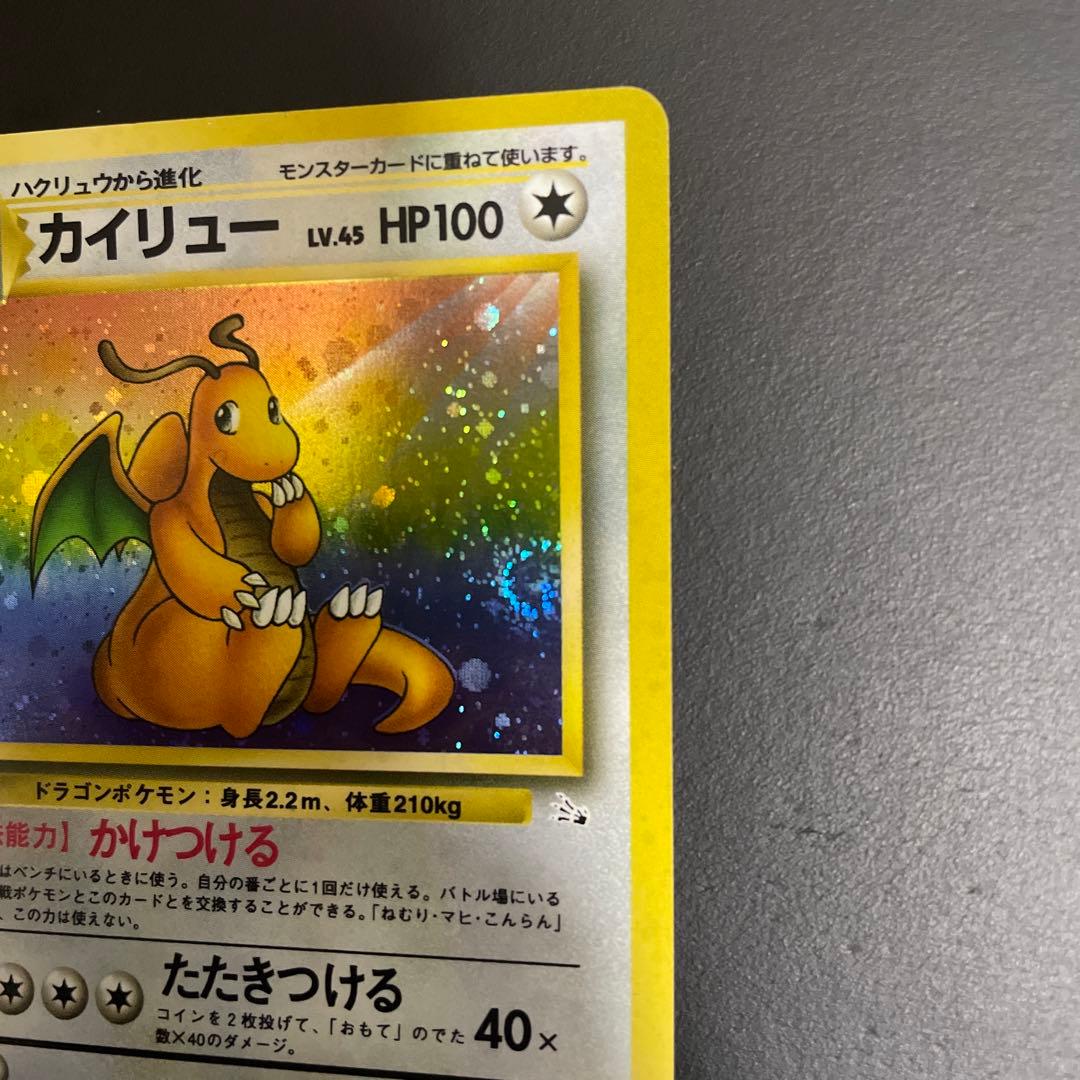 ハクリュウから進化
モンスターカードに重ねて使います。
カイリュー LV.45 HP100
ドラゴンポケモン：身長2.2m、体重210kg
能力】かけつける
はベンチにいるときに使う。自分の番ごとに1回だけ使える。バトル場にいる
戦ポケモンとこのカードとを交換することができる。「ねむり・マヒ・こんらん」
、この力は使えない。
たたきつける
コインを2枚投げて、「おもて」のでた
数×40のダメージ。
40×